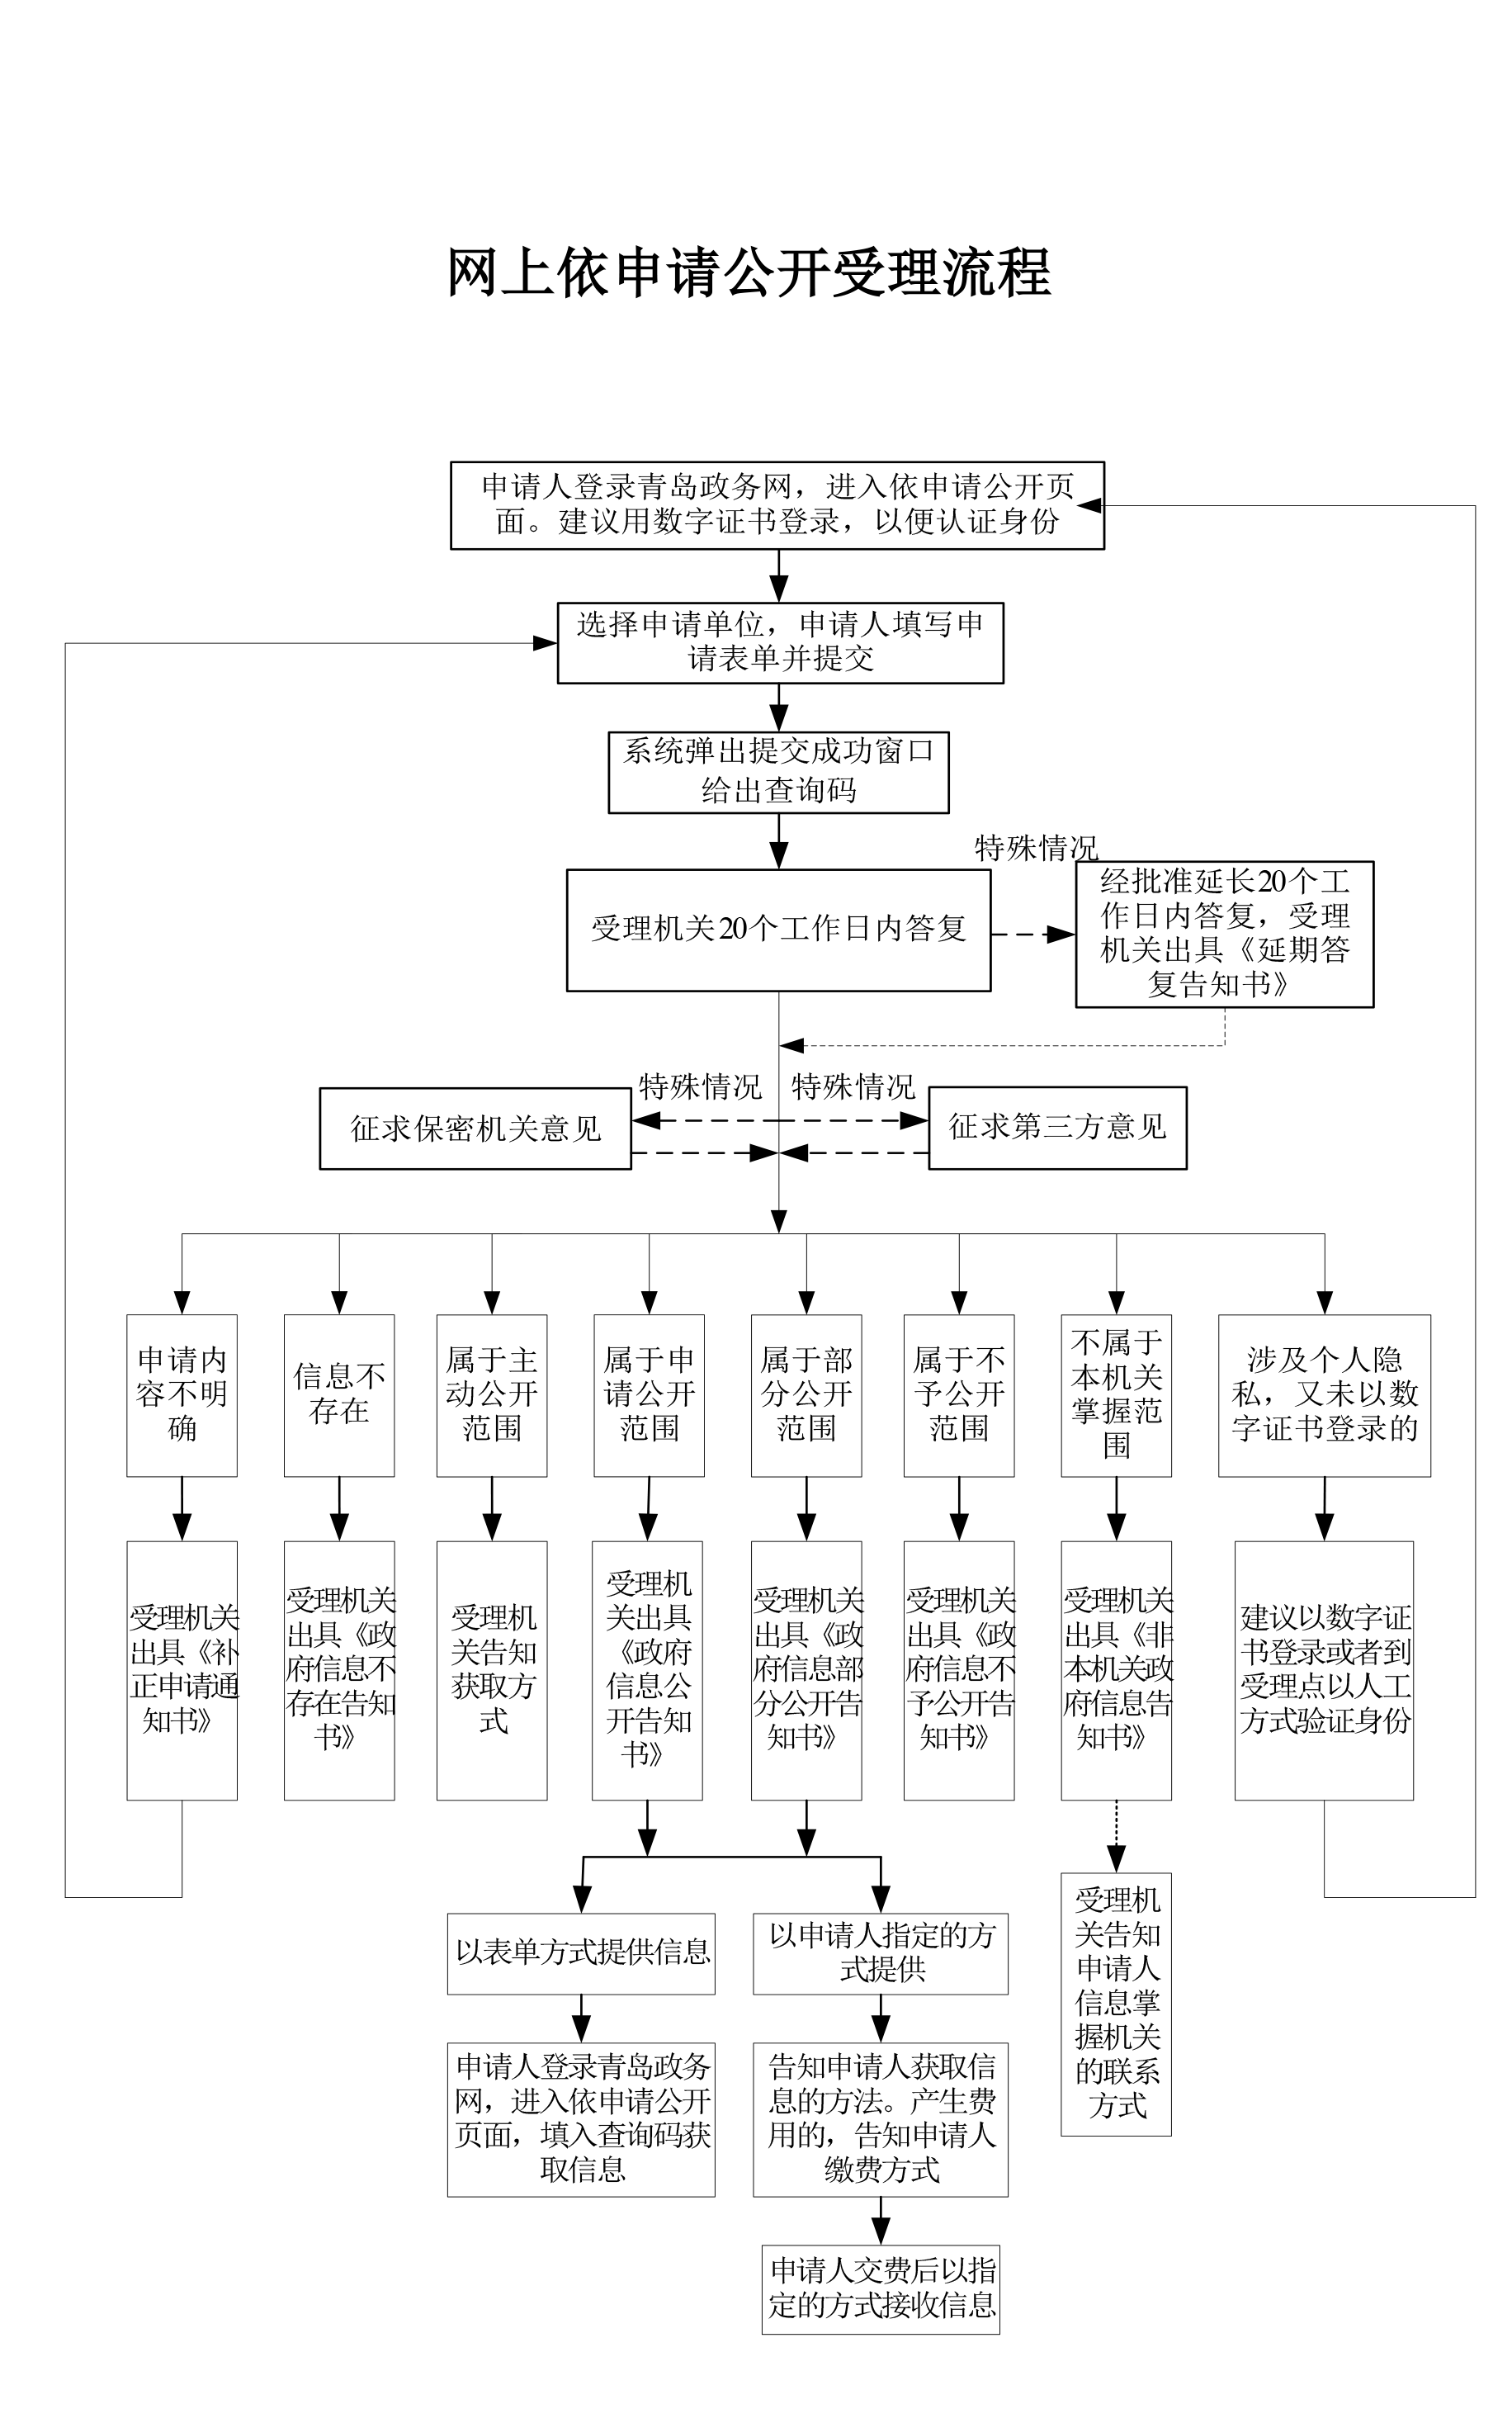 网上依申请公开受理流程
申请人登录青岛政务网，进入依申请公开页
面。建议用数字证书登录，以便认证身份
选择申请单位，申请人填写申
请表单并提交
系统弹出提交成功窗口
给出查询码
特殊情况
受理机关20个工作日内答复
经批准延长20个工
作日内答复，受理
机关出具《延期答
复告知书》
特殊情况
特殊情况
征求保密机关意见
征求第三方意见
申请内
容不明
确
信息不
存在
属于主
动公开
范围
属于申
请公开
范围
属于部
分公开
范围
属于不
予公开
范围
不属于
本机关
掌握范
围
涉及个人隐
私，又未以数
字证书登录的
受理机关
出具《补
正申请通
知书》
受理机关
出具《政
府信息不
存在告知
书》
受理机
关告知
获取方
式
受理机
关出具
《政府
信息公
开告知
书》
受理机关
出具《政
府信息部
分公开告
知书》
受理机关
出具《政
府信息不
予公开告
知书》
受理机关
出具《非
本机关政
府信息告
知书》
建议以数字证
书登录或者到
受理点以人工
方式验证身份
以表单方式提供信息
以申请人指定的方
式提供
受理机
关告知
申请人
信息掌
握机关
的联系
方式
申请人登录青岛政务
网，进入依申请公开
页面，填入查询码获
取信息
告知申请人获取信
息的方法。产生费
用的，告知申请人
缴费方式
申请人交费后以指
定的方式接收信息